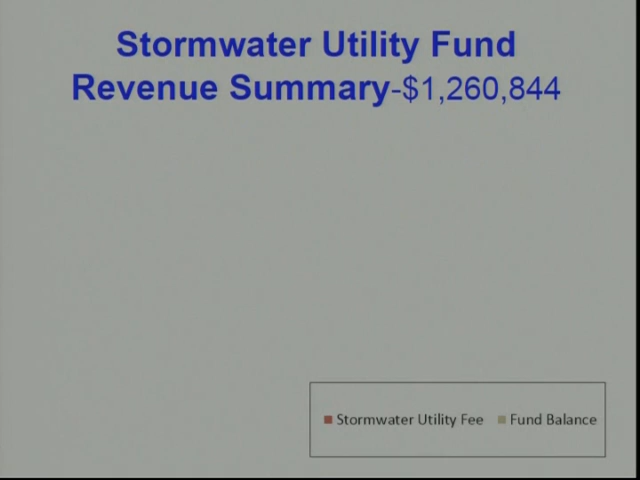 Stormwater Utility Fund
Revenue Summary-$1,260,844
Stormwater Utility Fee Fund Balance